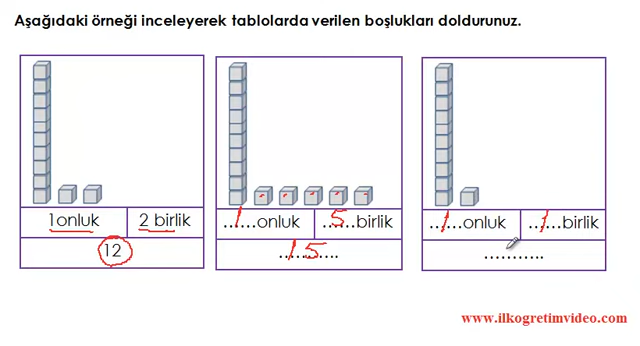 Aşağıdaki örneği inceleyerek tablolarda verilen boşlukları doldurunuz.
1onluk 2 birlik
12
...1...onluk ...5...birlik
...15...
...1...onluk ...1...birlik
...........
www.ilkogretimvideo.com